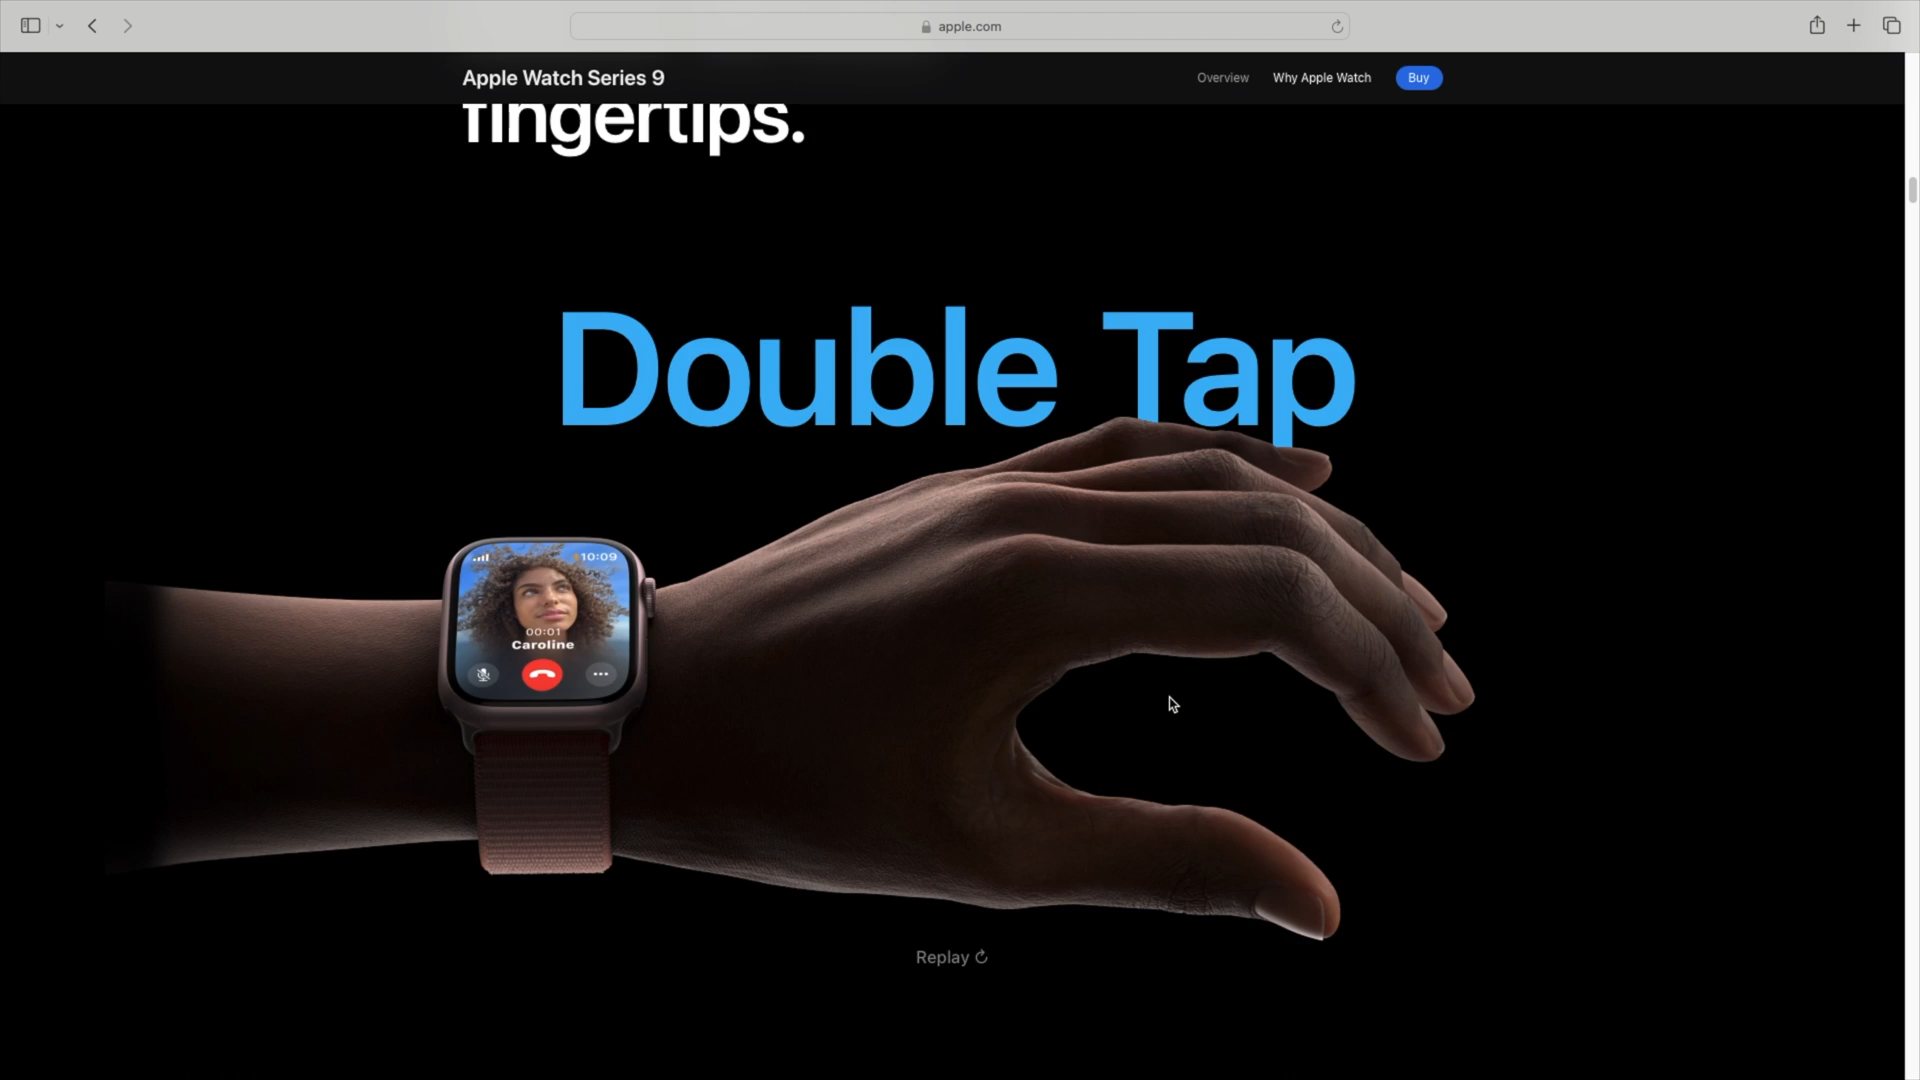 apple.com
Apple Watch Series 9
Overview
Why Apple Watch
Buy
fingertips.
Double Tap
10:09
00:01
Caroline
Replay